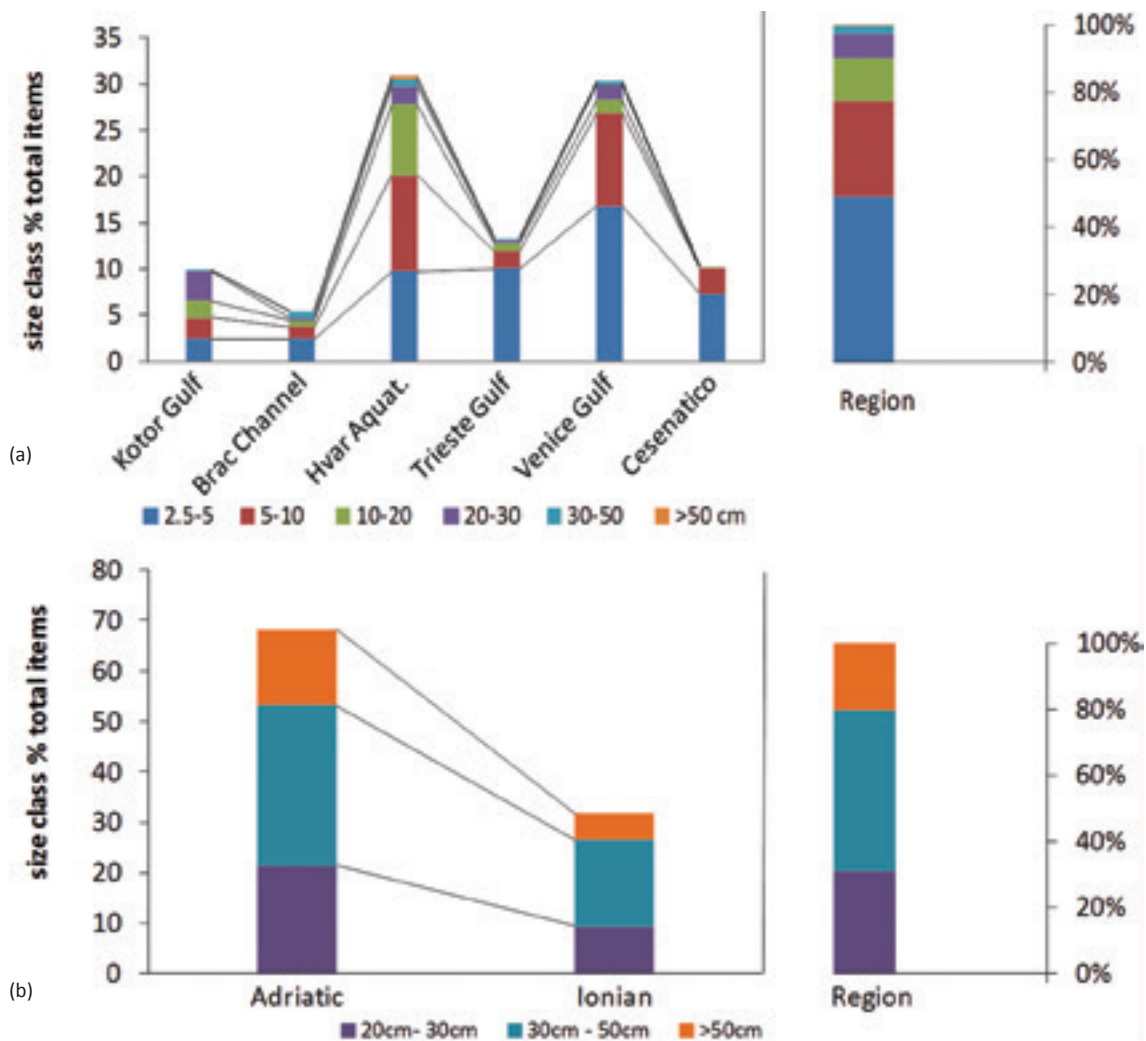 size class % total items
35
30
25
20
15
10
5
0
Kotor Gulf
Brac Channel
Hvar Aquat.
Trieste Gulf
Venice Gulf
Cesenatico
100%
80%
60%
40%
20%
0%
Region
(a)
2.5-5 5-10 10-20 20-30 30-50 >50 cm
size class % total items
80
70
60
50
40
30
20
10
0
Adriatic Ionian
100%
80%
60%
40%
20%
0%
Region
(b)
20cm- 30cm 30cm - 50cm >50cm